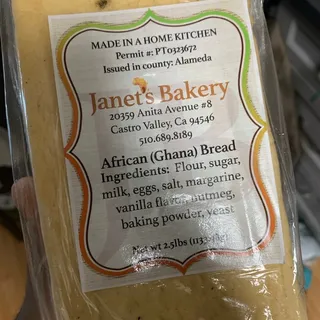 MADE IN A HOME KITCHEN
Permit #: PT0323672
Issued in county: Alameda
Janet's Bakery
20359 Anita Avenue #8
Castro Valley, CA 94546
510.689.8189
African (Ghana) Bread
Ingredients: Flour, sugar,
milk, eggs, salt, margarine,
vanilla flavor, nutmeg,
baking powder, yeast
Net wt 2.5lbs